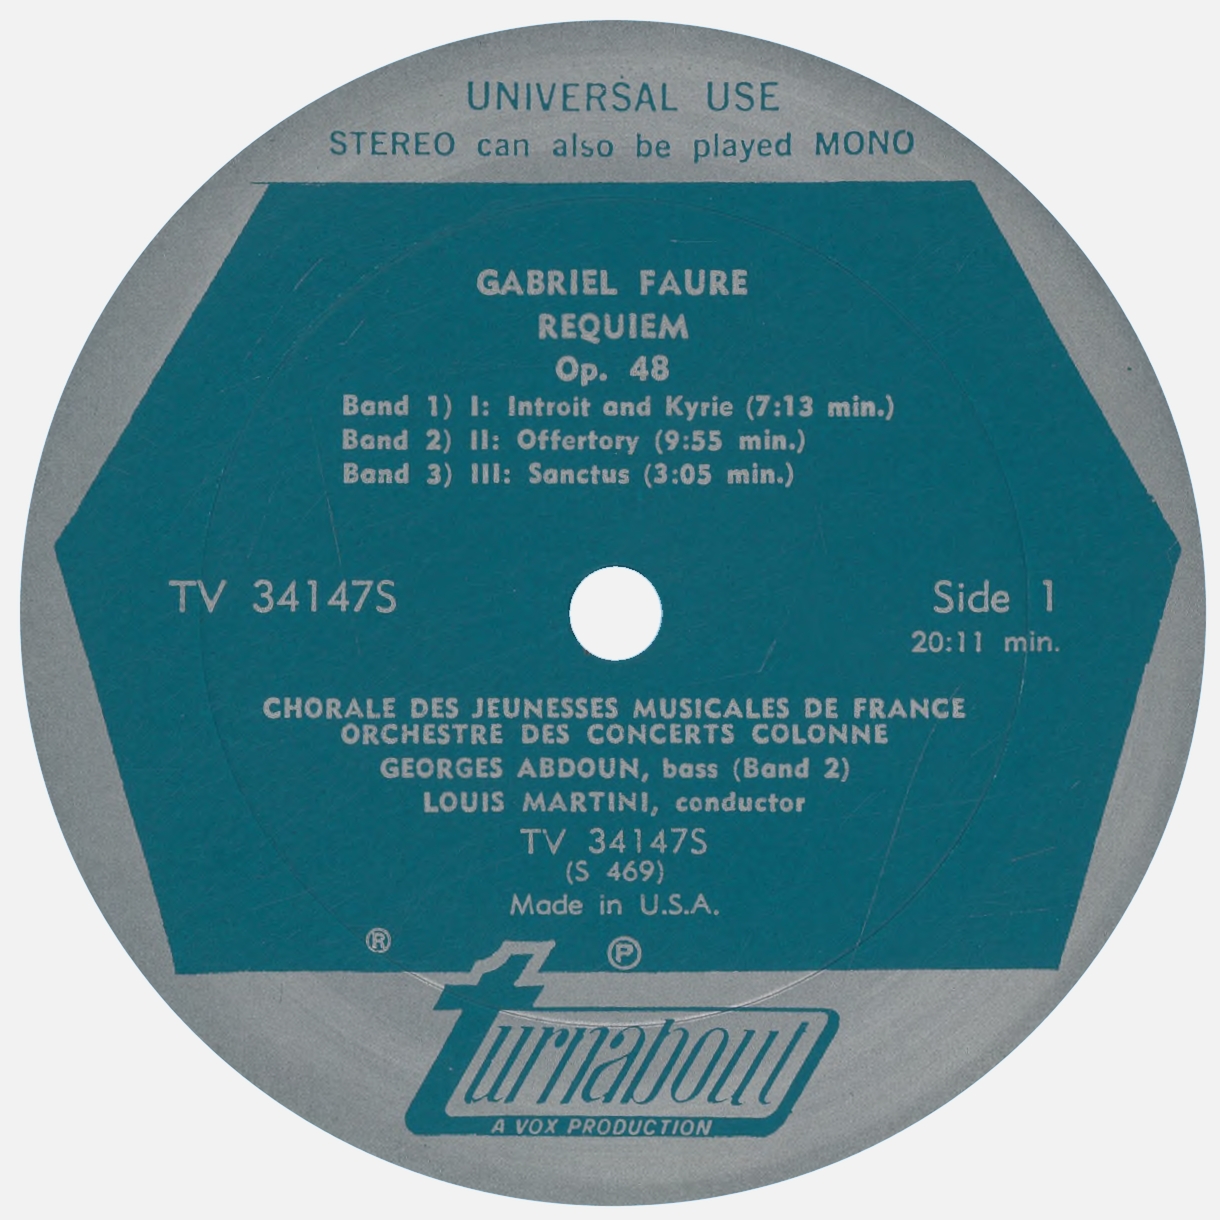 UNIVERSAL USE
STEREO can also be played MONO
GABRIEL FAURE
REQUIEM
Op. 48
Band 1) I: Introit and Kyrie (7:13 min.)
Band 2) II: Offertory (9:55 min.)
Band 3) III: Sanctus (3:05 min.)
TV 34147S
Side 1
20:11 min.
CHORALE DES JEUNESSES MUSICALES DE FRANCE
ORCHESTRE DES CONCERTS COLONNE
GEORGES ABDOUN, bass (Band 2)
LOUIS MARTINI, conductor
TV 34147S
(S 469)
Made in U.S.A.
® ℗
turnabout
A VOX PRODUCTION